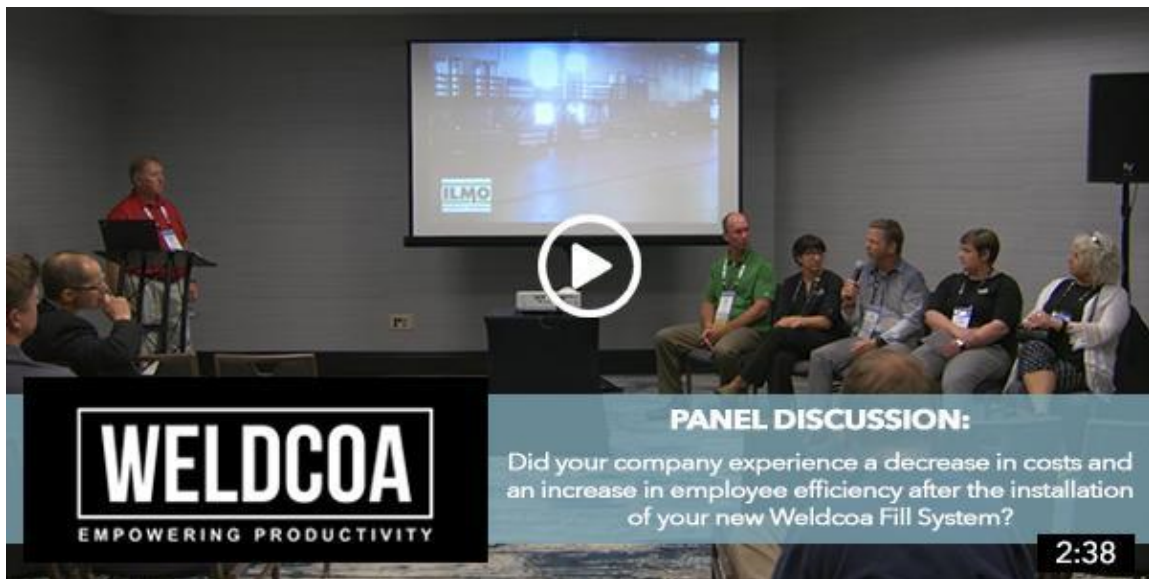 ILMO
PANEL DISCUSSION:
Did your company experience a decrease in costs and
an increase in employee efficiency after the installation
of your new Weldcoa Fill System?
WELDCOA
EMPOWERING PRODUCTIVITY
2:38